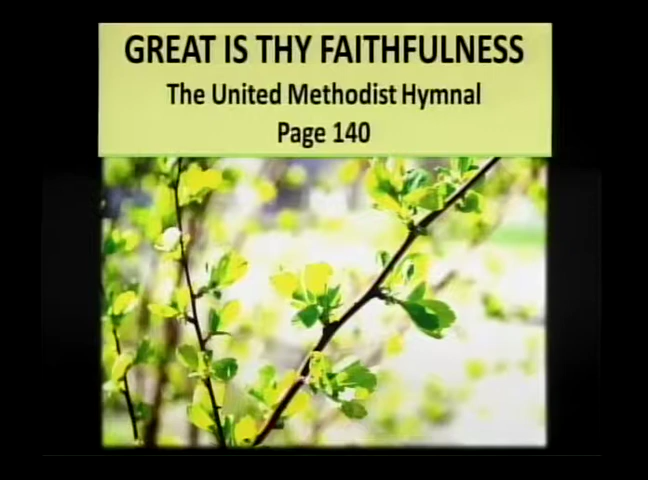 GREAT IS THY FAITHFULNESS
The United Methodist Hymnal
Page 140